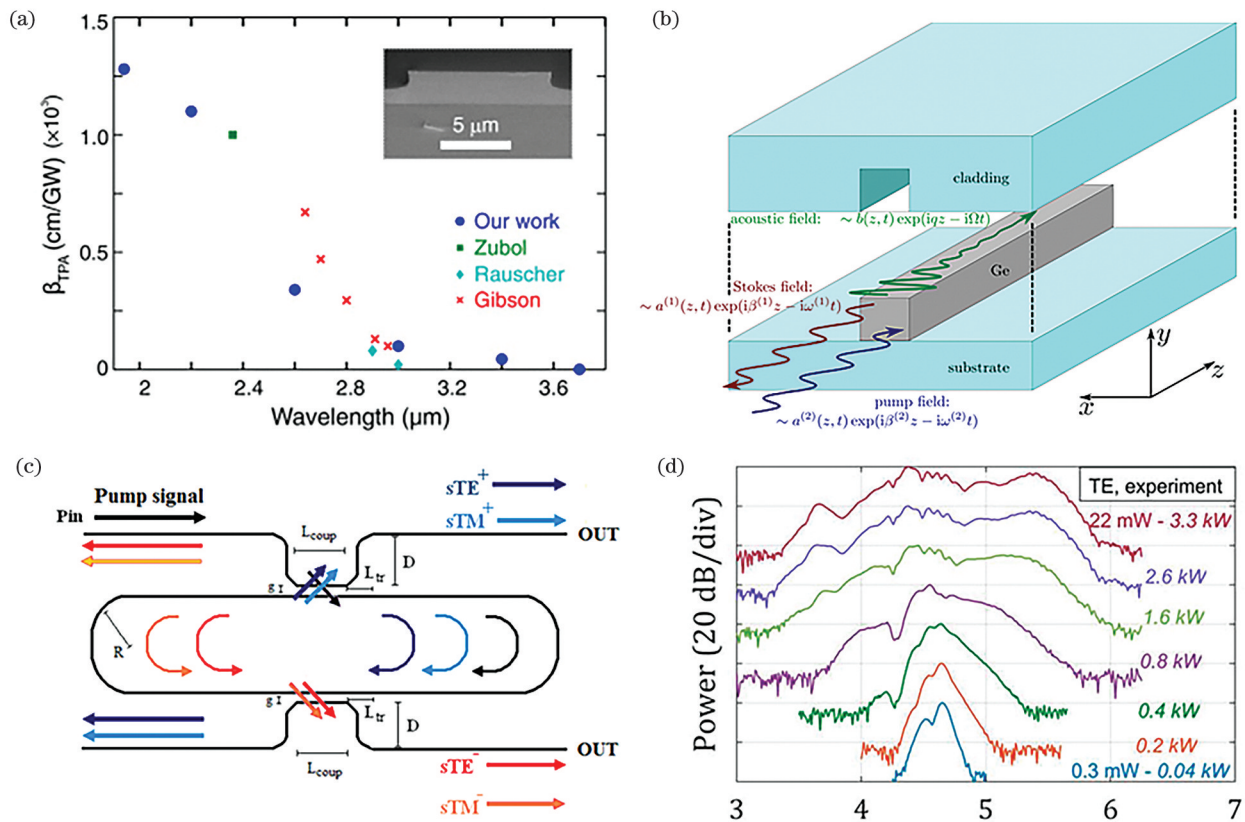 (a)
1.5
1.0
0.5
0
β_TPA (cm/GW) (×10³)
2
2.4
2.8
3.2
3.6
Wavelength (μm)
5 μm
Our work
Zubol
Rauscher
Gibson
(b)
cladding
acoustic field: ∼ b(z, t) exp(iqz − iΩt)
Ge
Stokes field:
∼ a⁽¹⁾(z, t) exp(iβ⁽¹⁾z − iω⁽¹⁾t)
substrate
pump field:
∼ a⁽²⁾(z, t) exp(iβ⁽²⁾z − iω⁽²⁾t)
y
z
x
(c)
Pump signal
Pin
sTE⁺
sTM⁺
OUT
L_coup
D
L_tr
g
R
g
L_tr
D
L_coup
OUT
sTE⁻
sTM⁻
(d)
Power (20 dB/div)
TE, experiment
22 mW - 3.3 kW
2.6 kW
1.6 kW
0.8 kW
0.4 kW
0.2 kW
0.3 mW - 0.04 kW
3
4
5
6
7